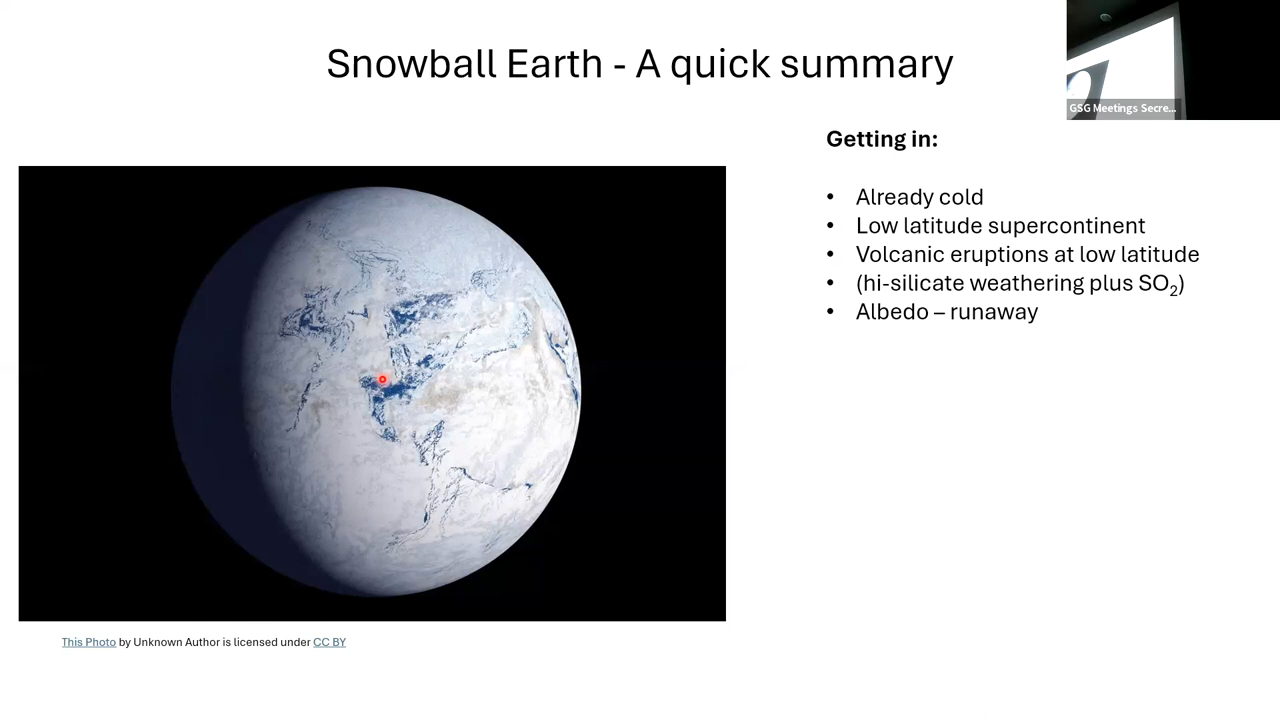 Snowball Earth - A quick summary
GSG Meetings Secre...
Getting in:
• Already cold
• Low latitude supercontinent
• Volcanic eruptions at low latitude
• (hi-silicate weathering plus SO₂)
• Albedo – runaway
This Photo by Unknown Author is licensed under CC BY